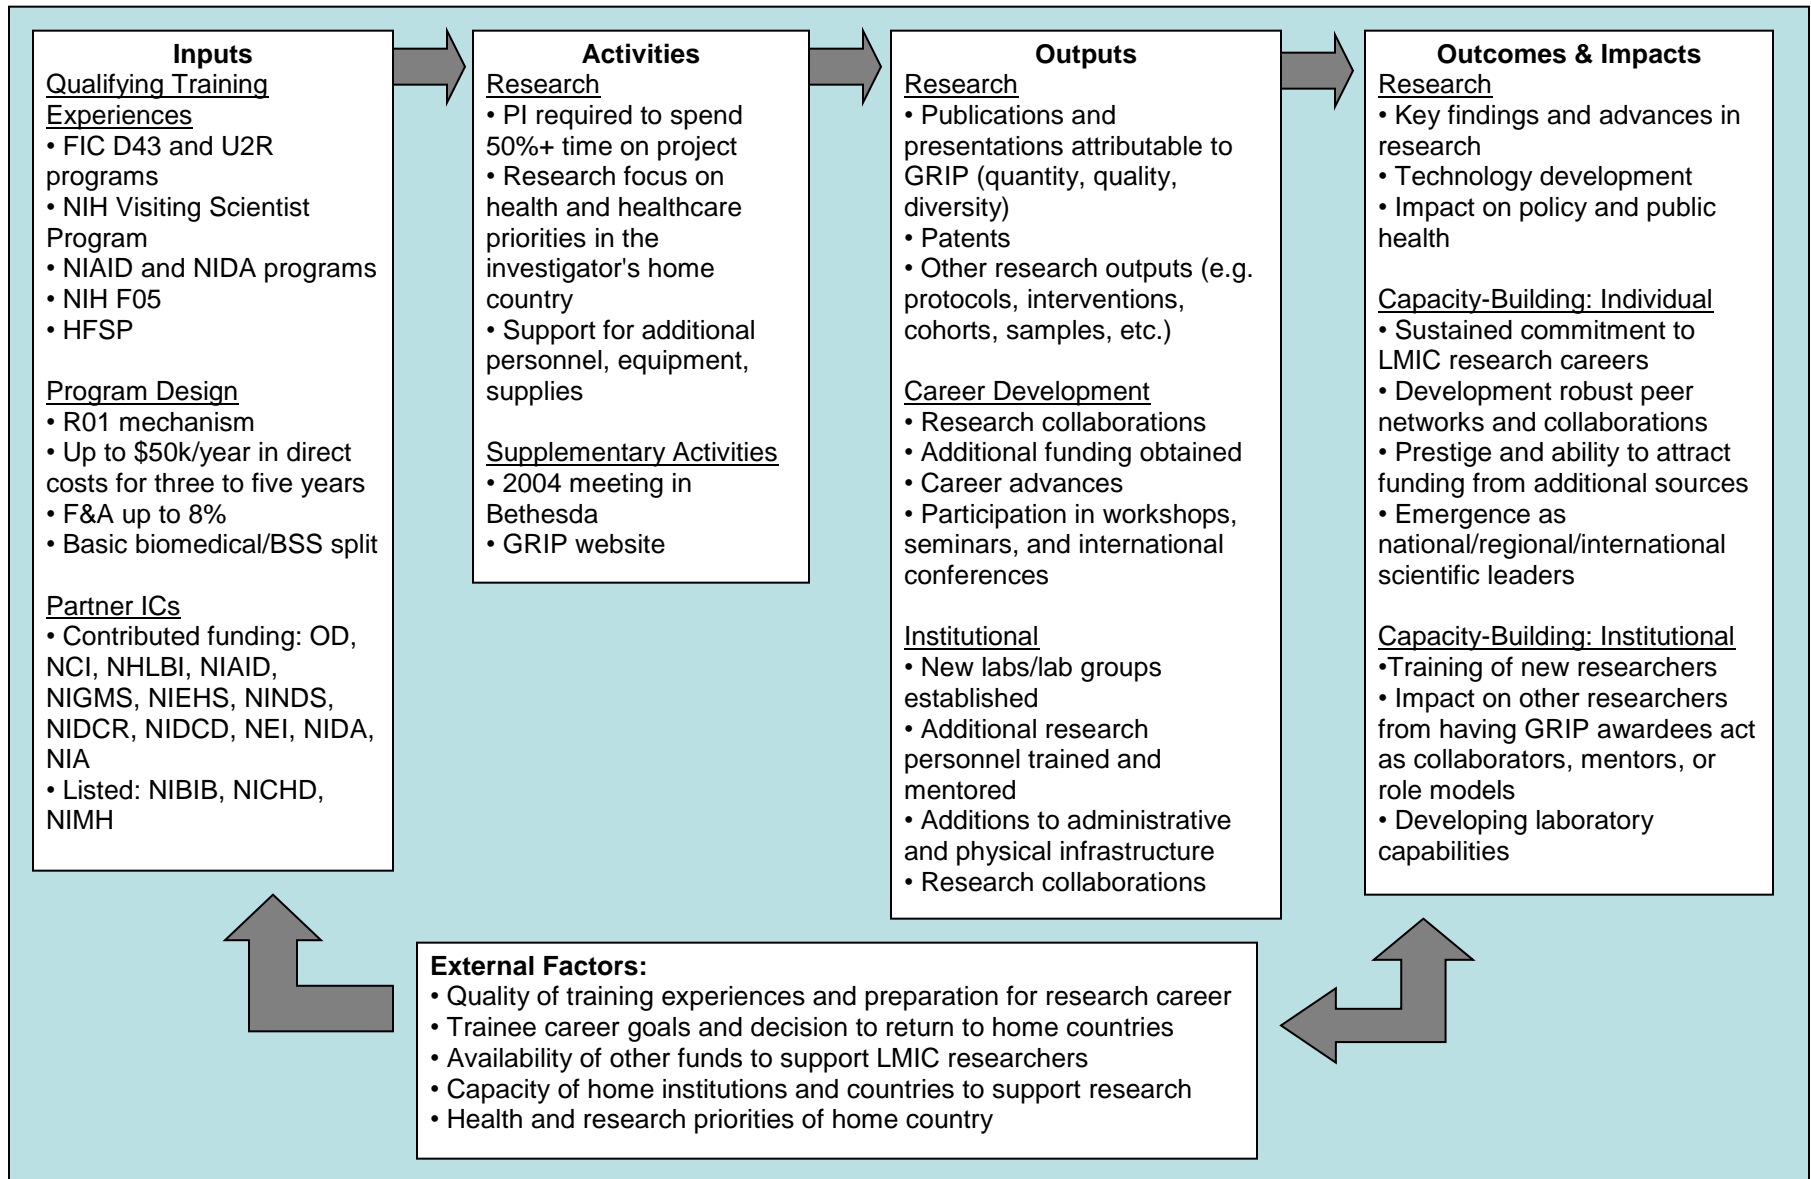 Inputs
Qualifying Training
Experiences
• FIC D43 and U2R
programs
• NIH Visiting Scientist
Program
• NIAID and NIDA programs
• NIH F05
• HFSP
Program Design
• R01 mechanism
• Up to $50k/year in direct
costs for three to five years
• F&A up to 8%
• Basic biomedical/BSS split
Partner ICs
• Contributed funding: OD,
NCI, NHLBI, NIAID,
NIGMS, NIEHS, NINDS,
NIDCR, NIDCD, NEI, NIDA,
NIA
• Listed: NIBIB, NICHD,
NIMH
Activities
Research
• PI required to spend
50%+ time on project
• Research focus on
health and healthcare
priorities in the
investigator's home
country
• Support for additional
personnel, equipment,
supplies
Supplementary Activities
• 2004 meeting in
Bethesda
• GRIP website
Outputs
Research
• Publications and
presentations attributable to
GRIP (quantity, quality,
diversity)
• Patents
• Other research outputs (e.g.
protocols, interventions,
cohorts, samples, etc.)
Career Development
• Research collaborations
• Additional funding obtained
• Career advances
• Participation in workshops,
seminars, and international
conferences
Institutional
• New labs/lab groups
established
• Additional research
personnel trained and
mentored
• Additions to administrative
and physical infrastructure
• Research collaborations
Outcomes & Impacts
Research
• Key findings and advances in
research
• Technology development
• Impact on policy and public
health
Capacity-Building: Individual
• Sustained commitment to
LMIC research careers
• Development robust peer
networks and collaborations
• Prestige and ability to attract
funding from additional sources
• Emergence as
national/regional/international
scientific leaders
Capacity-Building: Institutional
•Training of new researchers
• Impact on other researchers
from having GRIP awardees act
as collaborators, mentors, or
role models
• Developing laboratory
capabilities
External Factors:
• Quality of training experiences and preparation for research career
• Trainee career goals and decision to return to home countries
• Availability of other funds to support LMIC researchers
• Capacity of home institutions and countries to support research
• Health and research priorities of home country